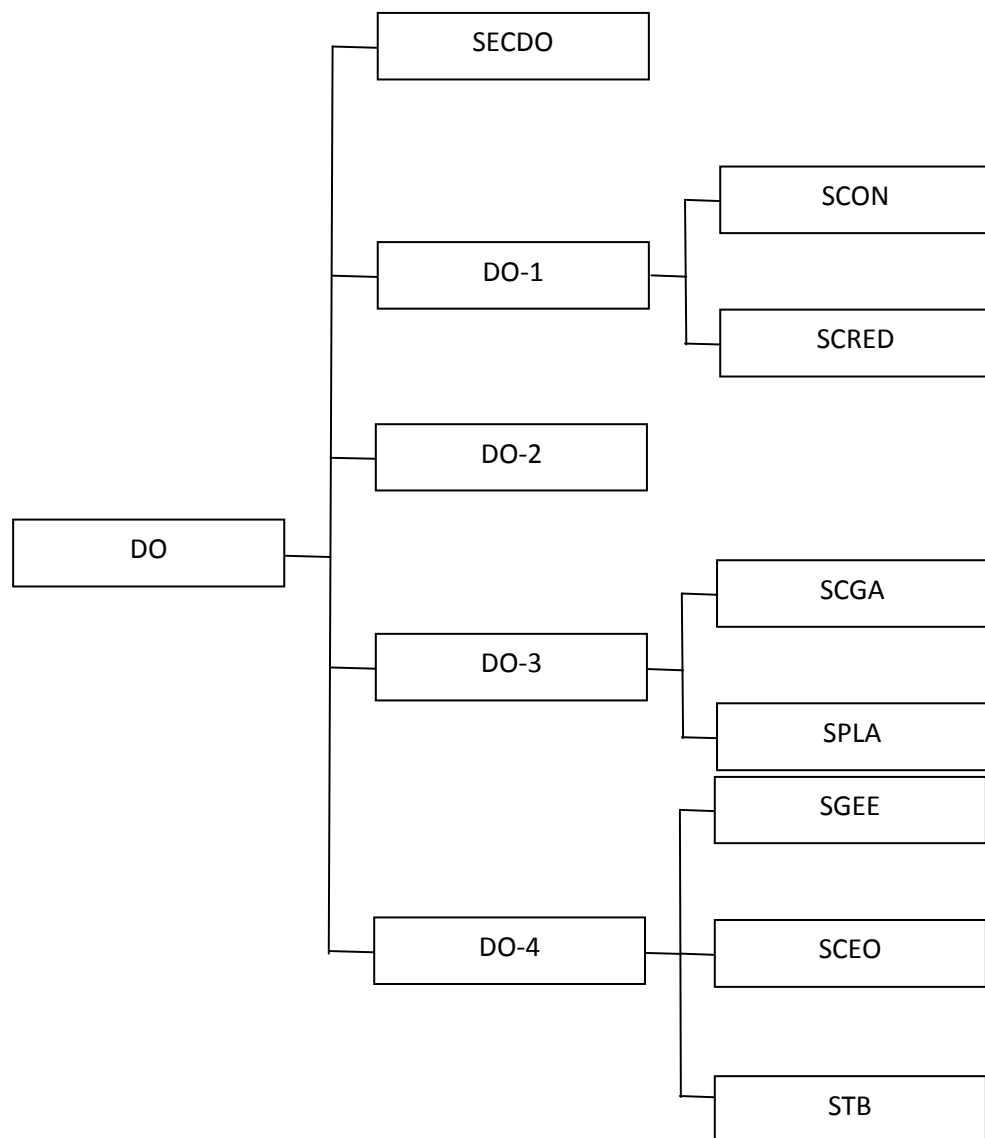 SECDO
SCON
DO-1
SCRED
DO-2
DO
SCGA
DO-3
SPLA
SGEE
DO-4
SCEO
STB